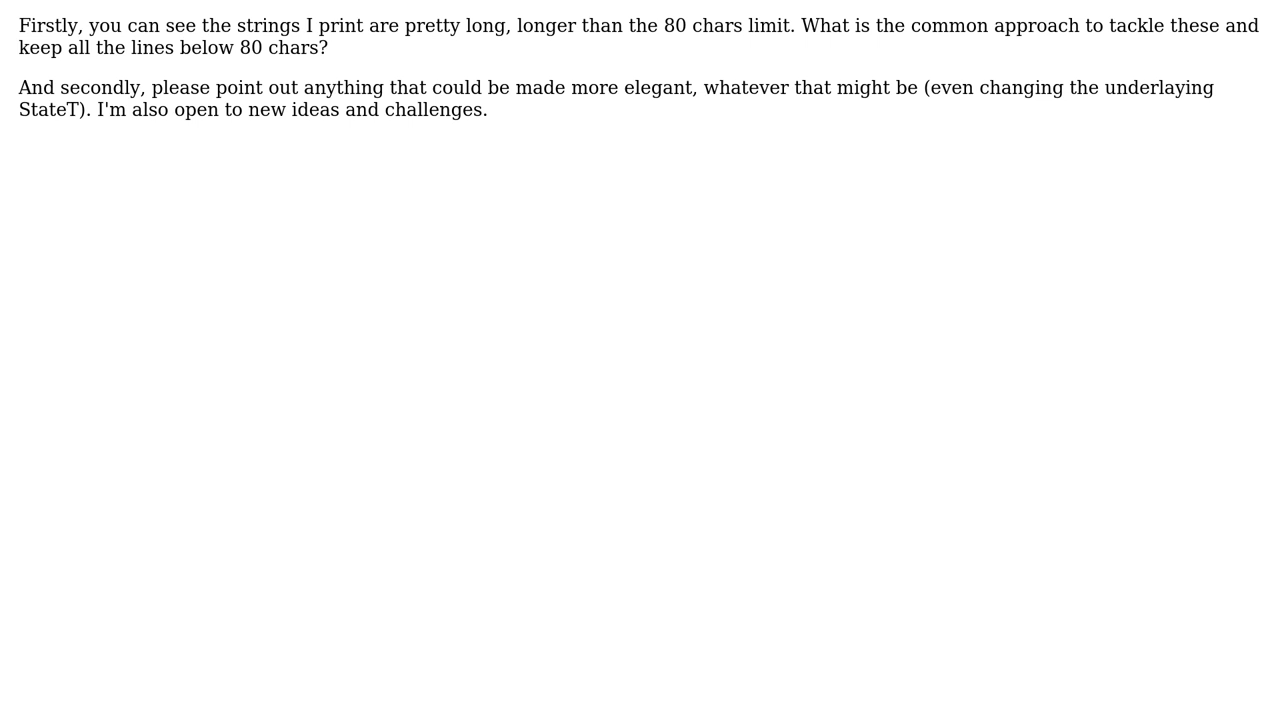 Firstly, you can see the strings I print are pretty long, longer than the 80 chars limit. What is the common approach to tackle these and
keep all the lines below 80 chars?
And secondly, please point out anything that could be made more elegant, whatever that might be (even changing the underlaying
StateT). I'm also open to new ideas and challenges.